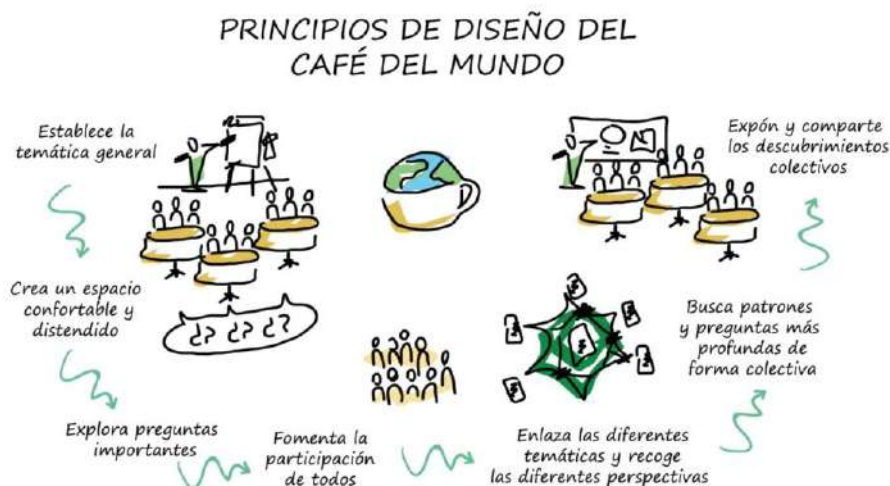 PRINCIPIOS DE DISEÑO DEL
CAFÉ DEL MUNDO
Establece la
temática general
Crea un espacio
confortable y
distendido
¿? ¿? ¿?
Explora preguntas
importantes
Fomenta la
participación
de todos
Enlaza las diferentes
temáticas y recoge
las diferentes perspectivas
Busca patrones
y preguntas más
profundas de
forma colectiva
Expón y comparte
los descubrimientos
colectivos